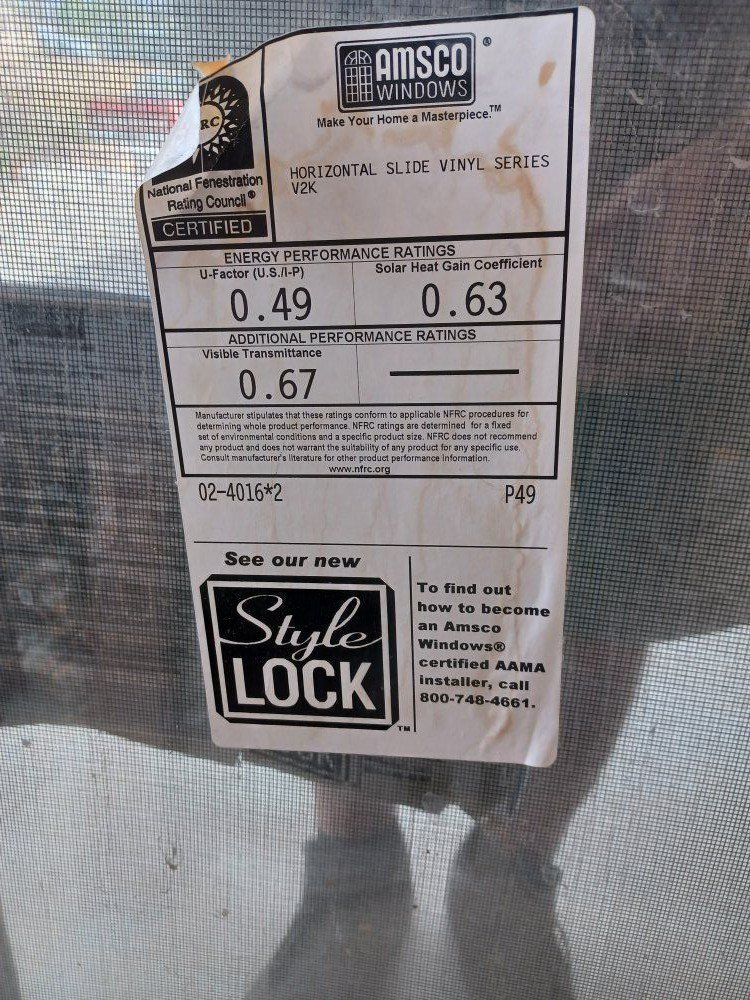 AMSCO®
WINDOWS
Make Your Home a Masterpiece.™
RC
National Fenestration
Rating Council®
CERTIFIED
HORIZONTAL SLIDE VINYL SERIES
V2K
ENERGY PERFORMANCE RATINGS
U-Factor (U.S./I-P)
0.49
Solar Heat Gain Coefficient
0.63
ADDITIONAL PERFORMANCE RATINGS
Visible Transmittance
0.67
Manufacturer stipulates that these ratings conform to applicable NFRC procedures for
determining whole product performance. NFRC ratings are determined for a fixed
set of environmental conditions and a specific product size. NFRC does not recommend
any product and does not warrant the suitability of any product for any specific use.
Consult manufacturer's literature for other product performance information.
www.nfrc.org
02-4016*2
P49
See our new
Style
LOCK™
To find out
how to become
an Amsco
Windows®
certified AAMA
installer, call
800-748-4661.